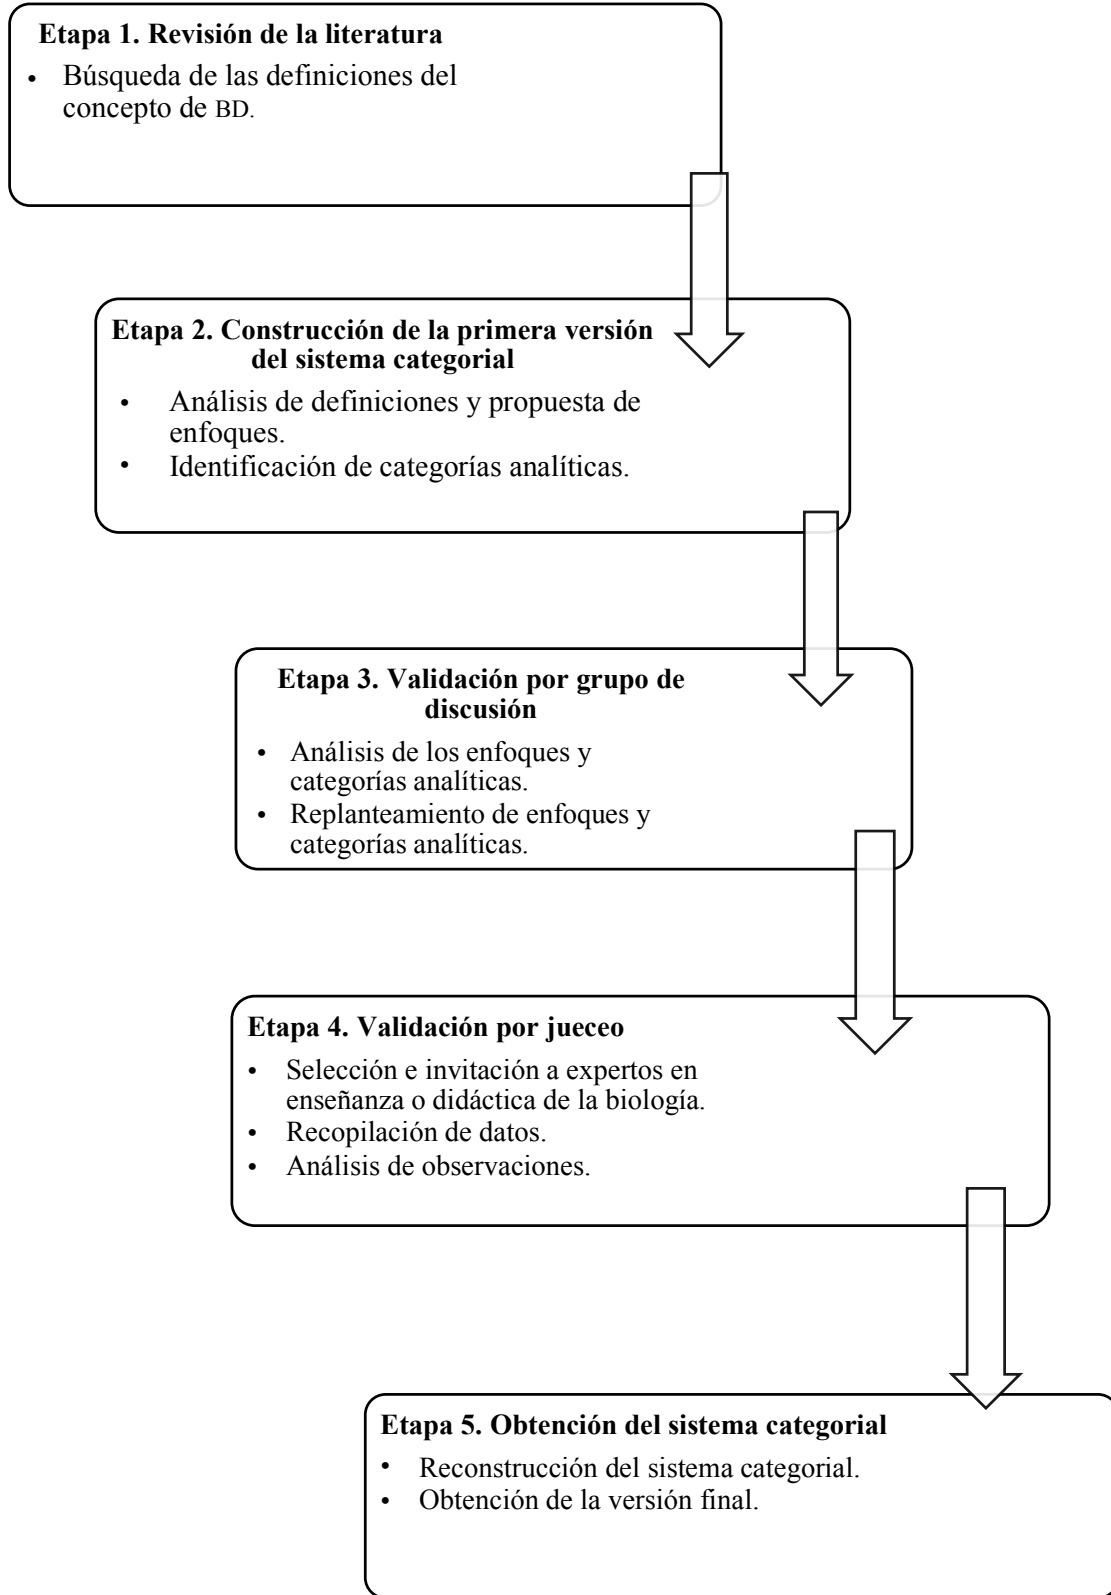 Etapa 1. Revisión de la literatura
• Búsqueda de las definiciones del
concepto de BD.
Etapa 2. Construcción de la primera versión
del sistema categorial
• Análisis de definiciones y propuesta de
enfoques.
• Identificación de categorías analíticas.
Etapa 3. Validación por grupo de
discusión
• Análisis de los enfoques y
categorías analíticas.
• Replanteamiento de enfoques y
categorías analíticas.
Etapa 4. Validación por jueceo
• Selección e invitación a expertos en
enseñanza o didáctica de la biología.
• Recopilación de datos.
• Análisis de observaciones.
Etapa 5. Obtención del sistema categorial
• Reconstrucción del sistema categorial.
• Obtención de la versión final.